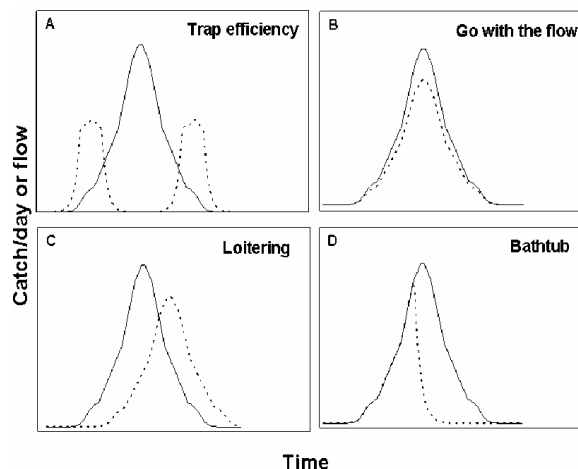 A
Trap efficiency
B
Go with the flow
C
Loitering
D
Bathtub
Catch/day or flow
Time